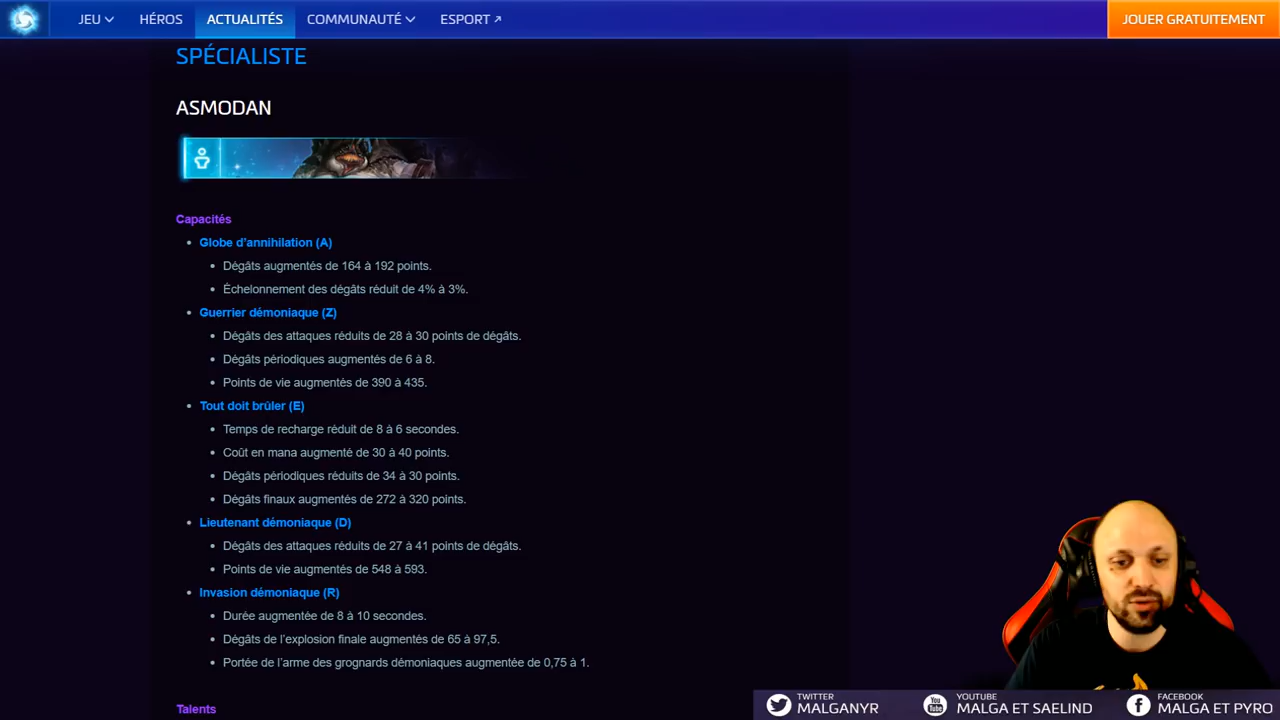 JEU HÉROS ACTUALITÉS COMMUNAUTÉ ESPORT JOUER GRATUITEMENT
SPÉCIALISTE
ASMODAN
Capacités
Globe d'annihilation (A)
Dégâts augmentés de 164 à 192 points.
Échelonnement des dégâts réduit de 4% à 3%.
Guerrier démoniaque (Z)
Dégâts des attaques réduits de 28 à 30 points de dégâts.
Dégâts périodiques augmentés de 6 à 8.
Points de vie augmentés de 390 à 435.
Tout doit brûler (E)
Temps de recharge réduit de 8 à 6 secondes.
Coût en mana augmenté de 30 à 40 points.
Dégâts périodiques réduits de 34 à 30 points.
Dégâts finaux augmentés de 272 à 320 points.
Lieutenant démoniaque (D)
Dégâts des attaques réduits de 27 à 41 points de dégâts.
Points de vie augmentés de 548 à 593.
Invasion démoniaque (R)
Durée augmentée de 8 à 10 secondes.
Dégâts de l'explosion finale augmentés de 65 à 97,5.
Portée de l'arme des grognards démoniaques augmentée de 0,75 à 1.
Talents
TWITTER
MALGANYR
YOUTUBE
MALGA ET SAELIND
FACEBOOK
MALGA ET PYRO